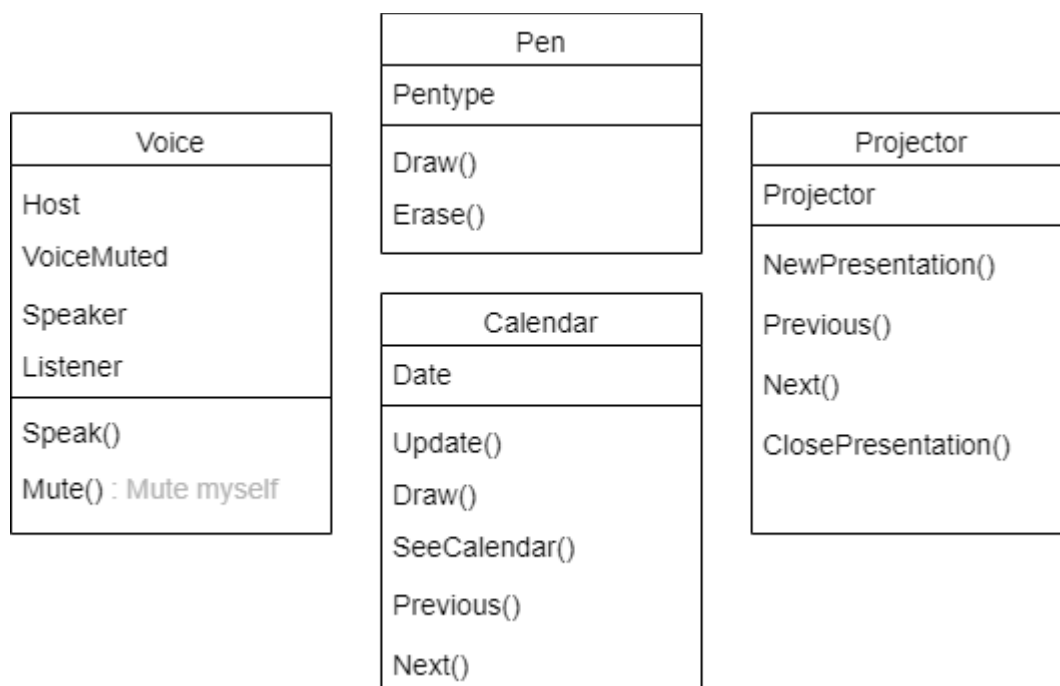 Voice
Host
VoiceMuted
Speaker
Listener
Speak()
Mute() : Mute myself
Pen
Pentype
Draw()
Erase()
Calendar
Date
Update()
Draw()
SeeCalendar()
Previous()
Next()
Projector
Projector
NewPresentation()
Previous()
Next()
ClosePresentation()